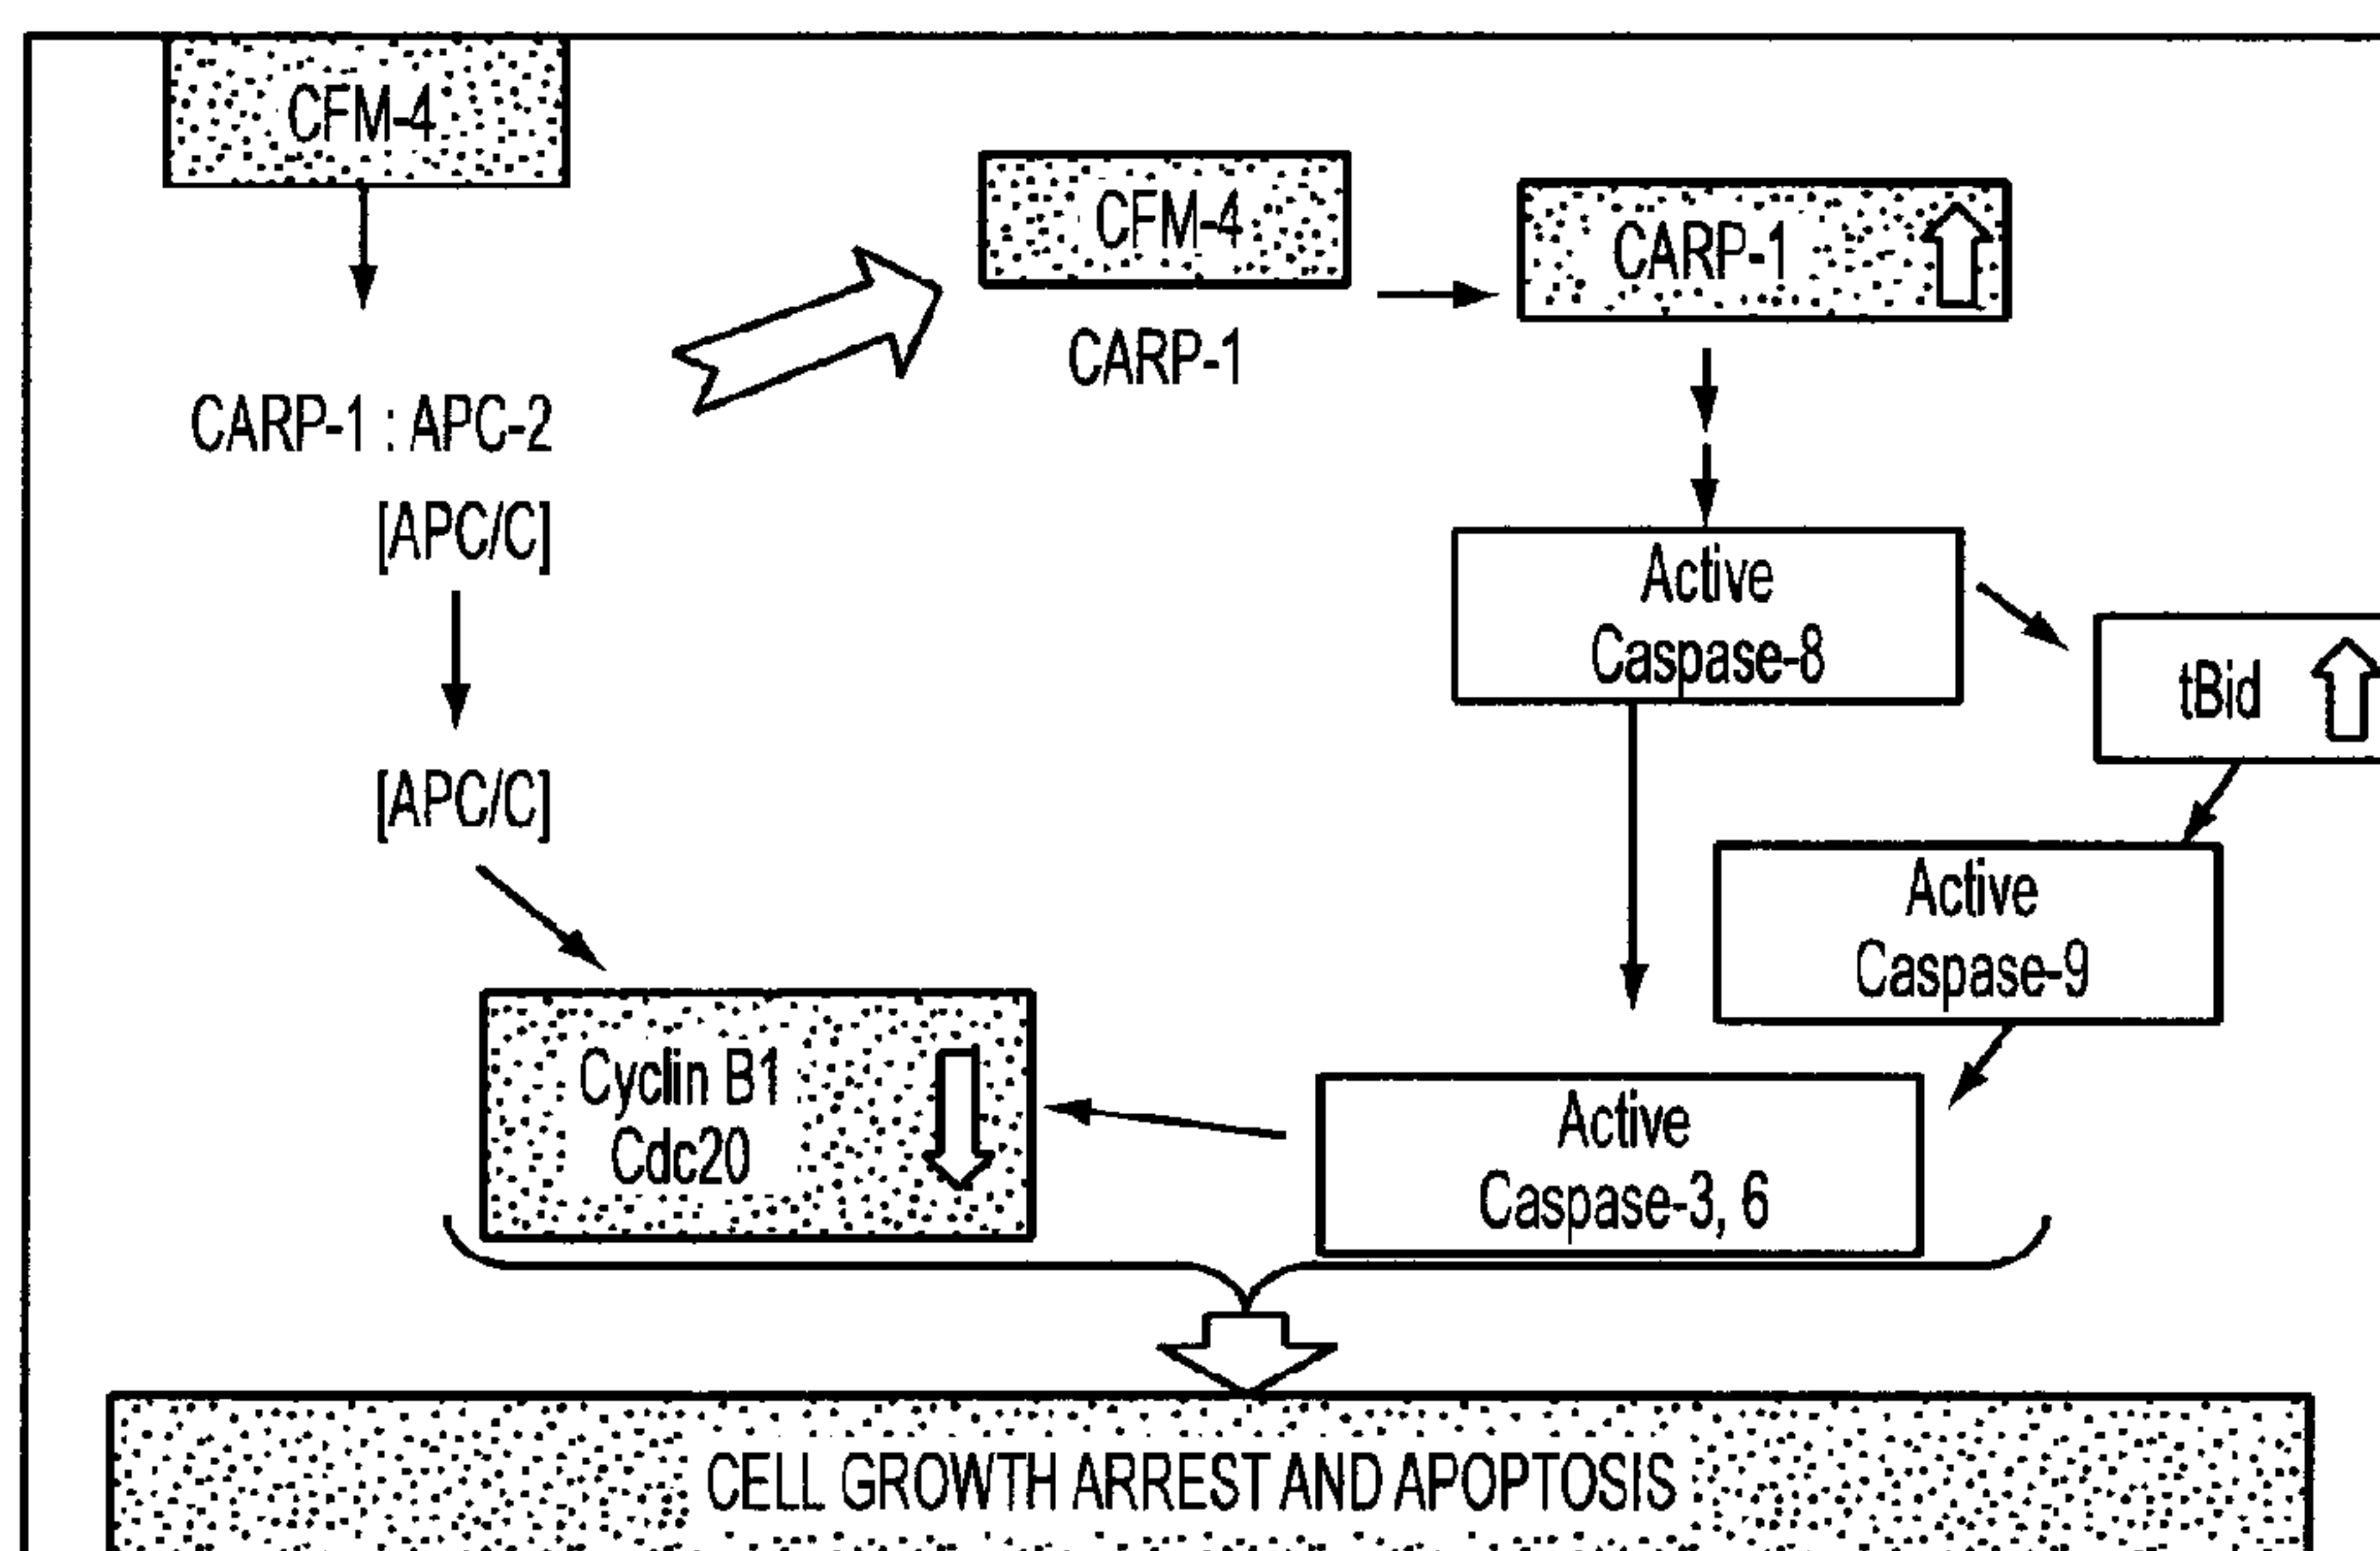 CFM-4
CFM-4
CARP-1
CARP-1
CARP-1 : APC-2
[APC/C]
Active
Caspase-8
tBid
[APC/C]
Active
Caspase-9
Cyclin B1
Cdc20
Active
Caspase-3, 6
CELL GROWTH ARREST AND APOPTOSIS